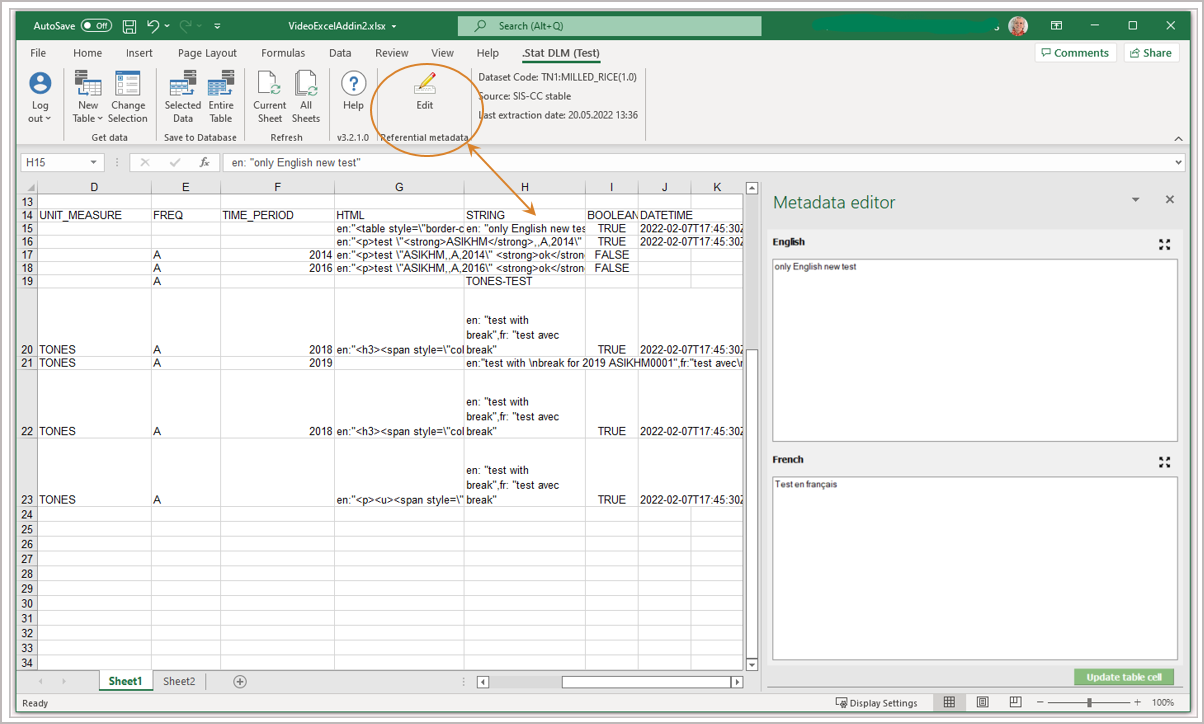 AutoSave Off VideoExcelAddin2.xlsx Search (Alt+Q)
File Home Insert Page Layout Formulas Data Review View Help .Stat DLM (Test) Comments Share
Log out New Table Change Selection Selected Data Entire Table Current Sheet All Sheets Help Edit
Dataset Code: TN1:MILLED_RICE(1.0)
Source: SIS-CC stable
Last extraction date: 20.05.2022 13:36
Get data Save to Database Refresh v3.2.1.0 Referential metadata
H15 fx en: "only English new test"
D E F G H I J K
13
14 UNIT_MEASURE FREQ TIME_PERIOD HTML STRING BOOLEAN DATETIME
15 en:"<table style=\"border-c en: "only English new tes TRUE 2022-02-07T17:45:30Z
16 en:"<p>test \"<strong>ASIKHM</strong>,,A,2014\" TRUE 2022-02-07T17:45:30Z
17 A 2014 en:"<p>test \"ASIKHM,,A,2014\" <strong>ok</stron FALSE
18 A 2016 en:"<p>test \"ASIKHM,,A,2016\" <strong>ok</stron FALSE
19 A TONES-TEST
en: "test with
break",fr: "test avec
20 TONES A 2018 en:"<h3><span style=\"col break" TRUE 2022-02-07T17:45:30Z
21 TONES A 2019 en:"test with \nbreak for 2019 ASIKHM0001",fr:"test avec\n
en: "test with
break",fr: "test avec
22 TONES A 2018 en:"<h3><span style=\"col break" TRUE 2022-02-07T17:45:30Z
en: "test with
break",fr: "test avec
23 TONES A en:"<p><u><span style=\" break" TRUE 2022-02-07T17:45:30Z
24
25
26
27
28
29
30
31
32
33
34
Metadata editor
English
only English new test
French
Test en français
Update table cell
Sheet1 Sheet2
Ready Display Settings 100%